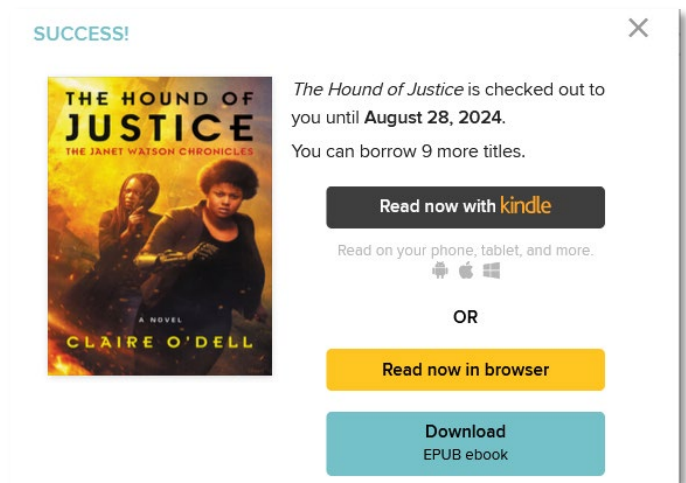 SUCCESS!
THE HOUND OF
JUSTICE
THE JANET WATSON CHRONICLES
A NOVEL
CLAIRE O'DELL
The Hound of Justice is checked out to
you until August 28, 2024.
You can borrow 9 more titles.
Read now with kindle
Read on your phone, tablet, and more.
OR
Read now in browser
Download
EPUB ebook